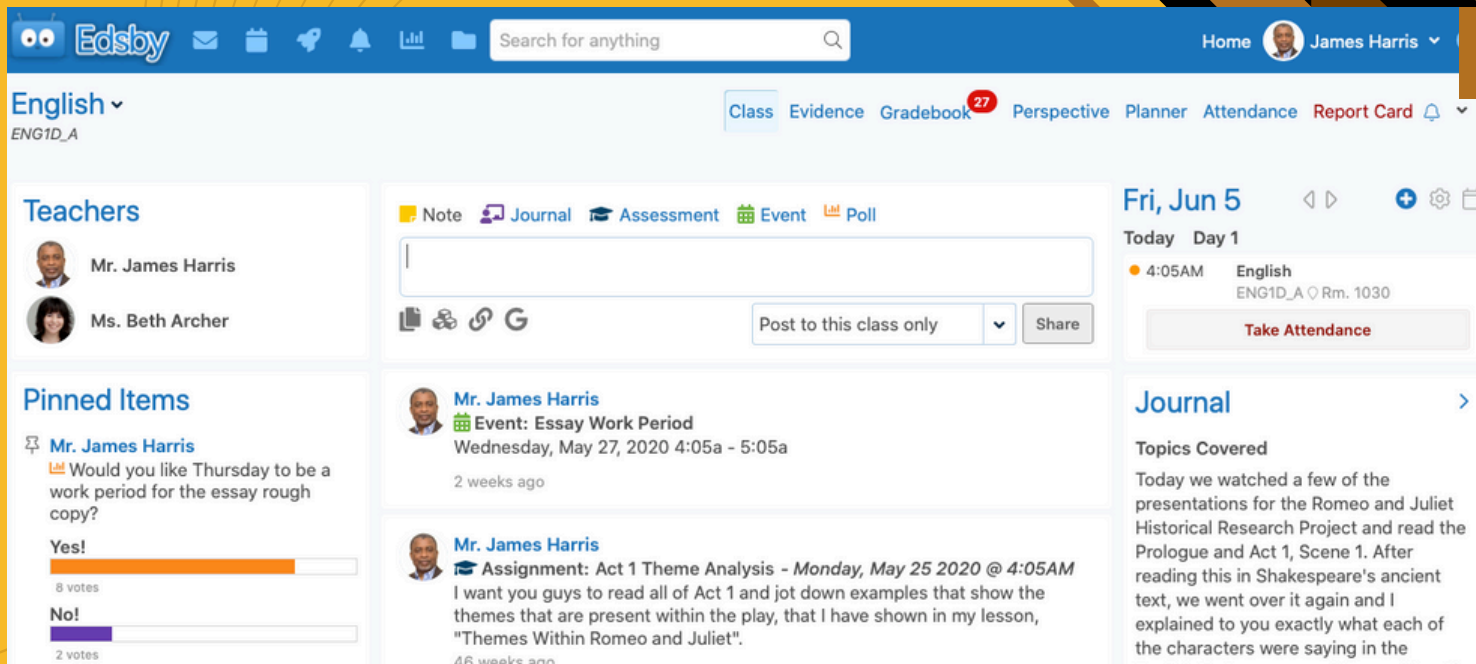 Edsby
Search for anything
Home James Harris
English
ENG1D_A
Class Evidence Gradebook 27 Perspective Planner Attendance Report Card
Teachers
Mr. James Harris
Ms. Beth Archer
Pinned Items
Mr. James Harris
Would you like Thursday to be a
work period for the essay rough
copy?
Yes!
8 votes
No!
2 votes
Note Journal Assessment Event Poll
G
Post to this class only Share
Mr. James Harris
Event: Essay Work Period
Wednesday, May 27, 2020 4:05a - 5:05a
2 weeks ago
Mr. James Harris
Assignment: Act 1 Theme Analysis - Monday, May 25 2020 @ 4:05AM
I want you guys to read all of Act 1 and jot down examples that show the
themes that are present within the play, that I have shown in my lesson,
"Themes Within Romeo and Juliet".
46 weeks ago
Fri, Jun 5
Today Day 1
4:05AM English
ENG1D_A Rm. 1030
Take Attendance
Journal
Topics Covered
Today we watched a few of the
presentations for the Romeo and Juliet
Historical Research Project and read the
Prologue and Act 1, Scene 1. After
reading this in Shakespeare's ancient
text, we went over it again and I
explained to you exactly what each of
the characters were saying in the